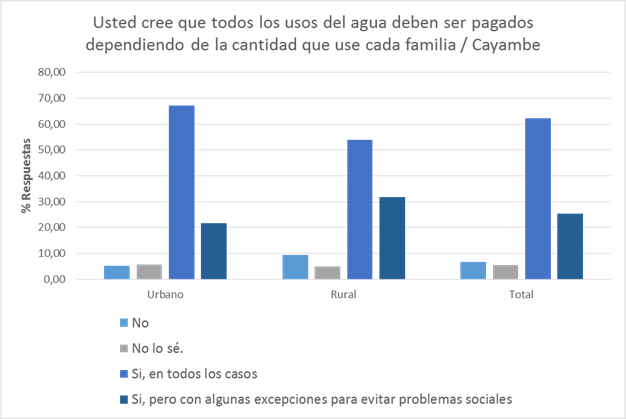 Usted cree que todos los usos del agua deben ser pagados
dependiendo de la cantidad que use cada familia / Cayambe
% Respuestas
80,00
70,00
60,00
50,00
40,00
30,00
20,00
10,00
0,00
Urbano
Rural
Total
No
No lo sé.
Si, en todos los casos
Si, pero con algunas excepciones para evitar problemas sociales